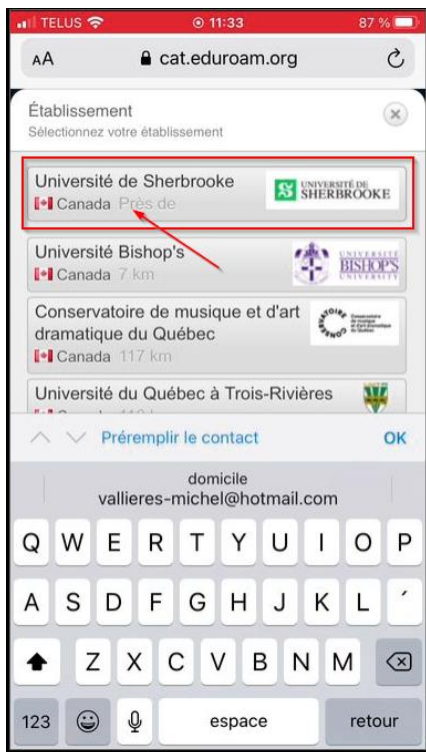 TELUS 11:33 87 %
AA cat.eduroam.org
Établissement
Sélectionnez votre établissement
Université de Sherbrooke
Canada Près de
UNIVERSITÉ DE
SHERBROOKE
Université Bishop's
Canada 7 km
UNIVERSITÉ
BISHOP'S
UNIVERSITY
Conservatoire de musique et d'art
dramatique du Québec
Canada 117 km
Université du Québec à Trois-Rivières
Préremplir le contact OK
domicile
vallieres-michel@hotmail.com
Q W E R T Y U I O P
A S D F G H J K L ´
Z X C V B N M
123 espace retour